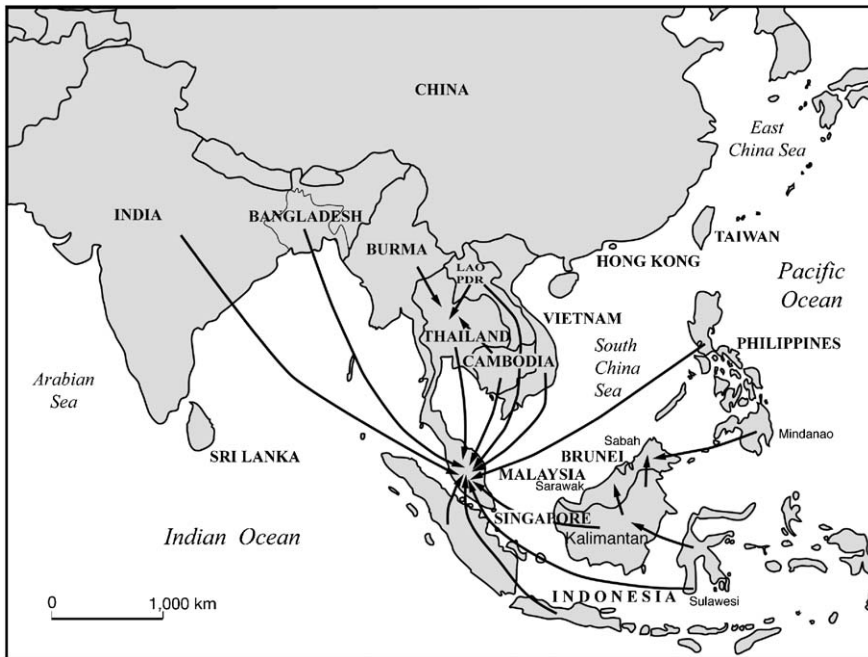 CHINA
East
China Sea
INDIA
BANGLADESH
BURMA
LAO
PDR
TAIWAN
HONG KONG
Pacific
Ocean
VIETNAM
THAILAND
South
China
Sea
PHILIPPINES
CAMBODIA
Arabian
Sea
Mindanao
Sabah
SRI LANKA
BRUNEI
MALAYSIA
Sarawak
SINGAPORE
Indian Ocean
Kalimantan
INDONESIA
Sulawesi
0 1,000 km